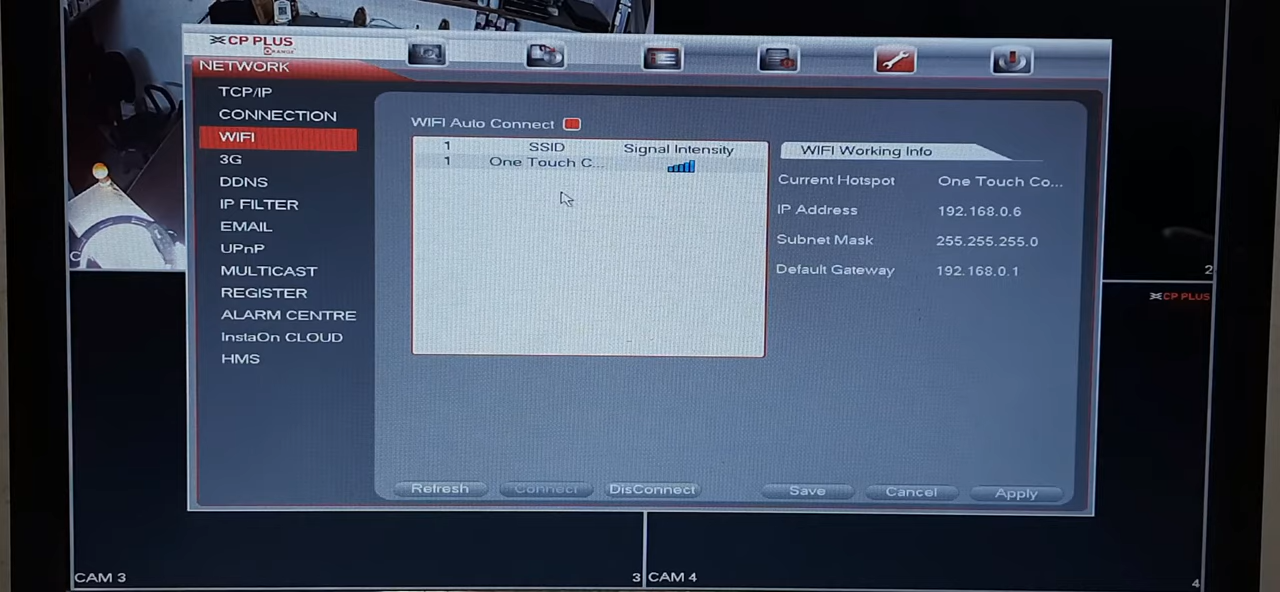 CP PLUS
ORANGE
NETWORK
TCP/IP
CONNECTION
WIFI
3G
DDNS
IP FILTER
EMAIL
UPnP
MULTICAST
REGISTER
ALARM CENTRE
InstaOn CLOUD
HMS
WIFI Auto Connect
1 SSID Signal Intensity
1 One Touch C...
WIFI Working Info
Current Hotspot One Touch Co...
IP Address 192.168.0.6
Subnet Mask 255.255.255.0
Default Gateway 192.168.0.1
Refresh Connect DisConnect Save Cancel Apply
C
2
CP PLUS
CAM 3 3
CAM 4 4